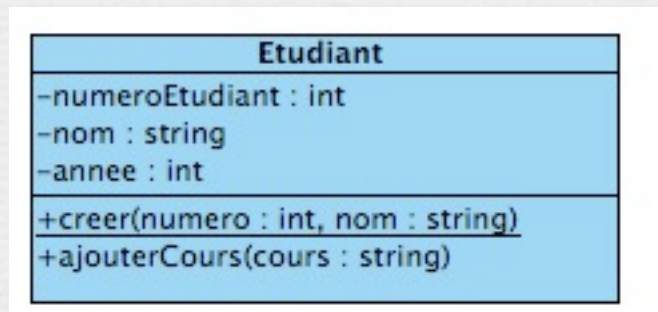 Etudiant
-numeroEtudiant : int
-nom : string
-annee : int
+creer(numero : int, nom : string)
+ajouterCours(cours : string)